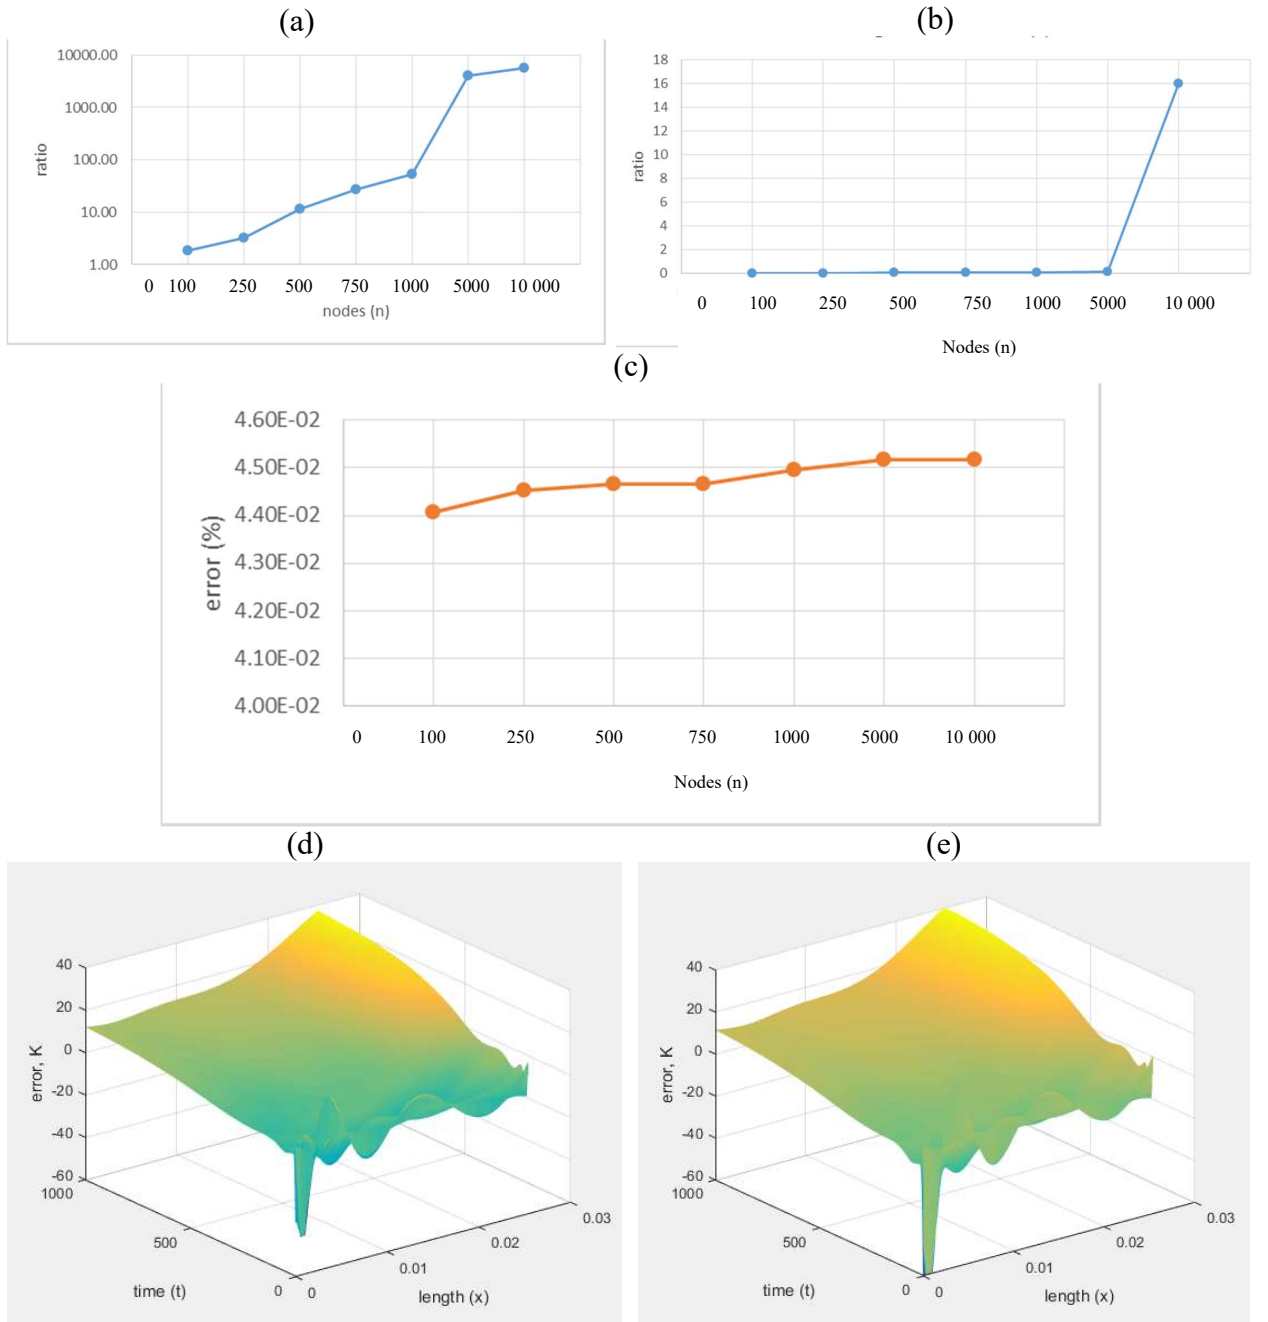 (a)
10000.00
1000.00
100.00
10.00
1.00
ratio
0 100 250 500 750 1000 5000 10 000
nodes (n)
(b)
18
16
14
12
10
8
6
4
2
0
ratio
0 100 250 500 750 1000 5000 10 000
Nodes (n)
(c)
4.60E-02
4.50E-02
4.40E-02
4.30E-02
4.20E-02
4.10E-02
4.00E-02
error (%)
0 100 250 500 750 1000 5000 10 000
Nodes (n)
(d)
40
20
0
-20
-40
-60
error, K
1000
500
0
time (t)
0
0.01
0.02
0.03
length (x)
(e)
40
20
0
-20
-40
-60
error, K
1000
500
0
time (t)
0
0.01
0.02
0.03
length (x)